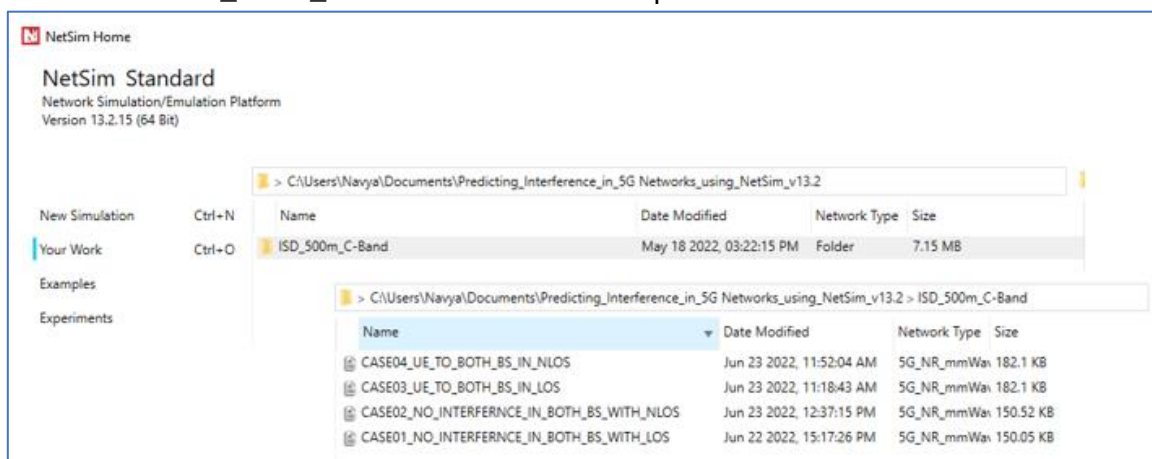 NetSim Home
NetSim Standard
Network Simulation/Emulation Platform
Version 13.2.15 (64 Bit)
> C:\Users\Navya\Documents\Predicting_Interference_in_5G Networks_using_NetSim_v13.2
New Simulation Ctrl+N Name Date Modified Network Type Size
Your Work Ctrl+O ISD_500m_C-Band May 18 2022, 03:22:15 PM Folder 7.15 MB
Examples
> C:\Users\Navya\Documents\Predicting_Interference_in_5G Networks_using_NetSim_v13.2 > ISD_500m_C-Band
Experiments
Name Date Modified Network Type Size
CASE04_UE_TO_BOTH_BS_IN_NLOS Jun 23 2022, 11:52:04 AM 5G_NR_mmWa 182.1 KB
CASE03_UE_TO_BOTH_BS_IN_LOS Jun 23 2022, 11:18:43 AM 5G_NR_mmWa 182.1 KB
CASE02_NO_INTERFERNCE_IN_BOTH_BS_WITH_NLOS Jun 23 2022, 12:37:15 PM 5G_NR_mmWa 150.52 KB
CASE01_NO_INTERFERNCE_IN_BOTH_BS_WITH_LOS Jun 22 2022, 15:17:26 PM 5G_NR_mmWa 150.05 KB